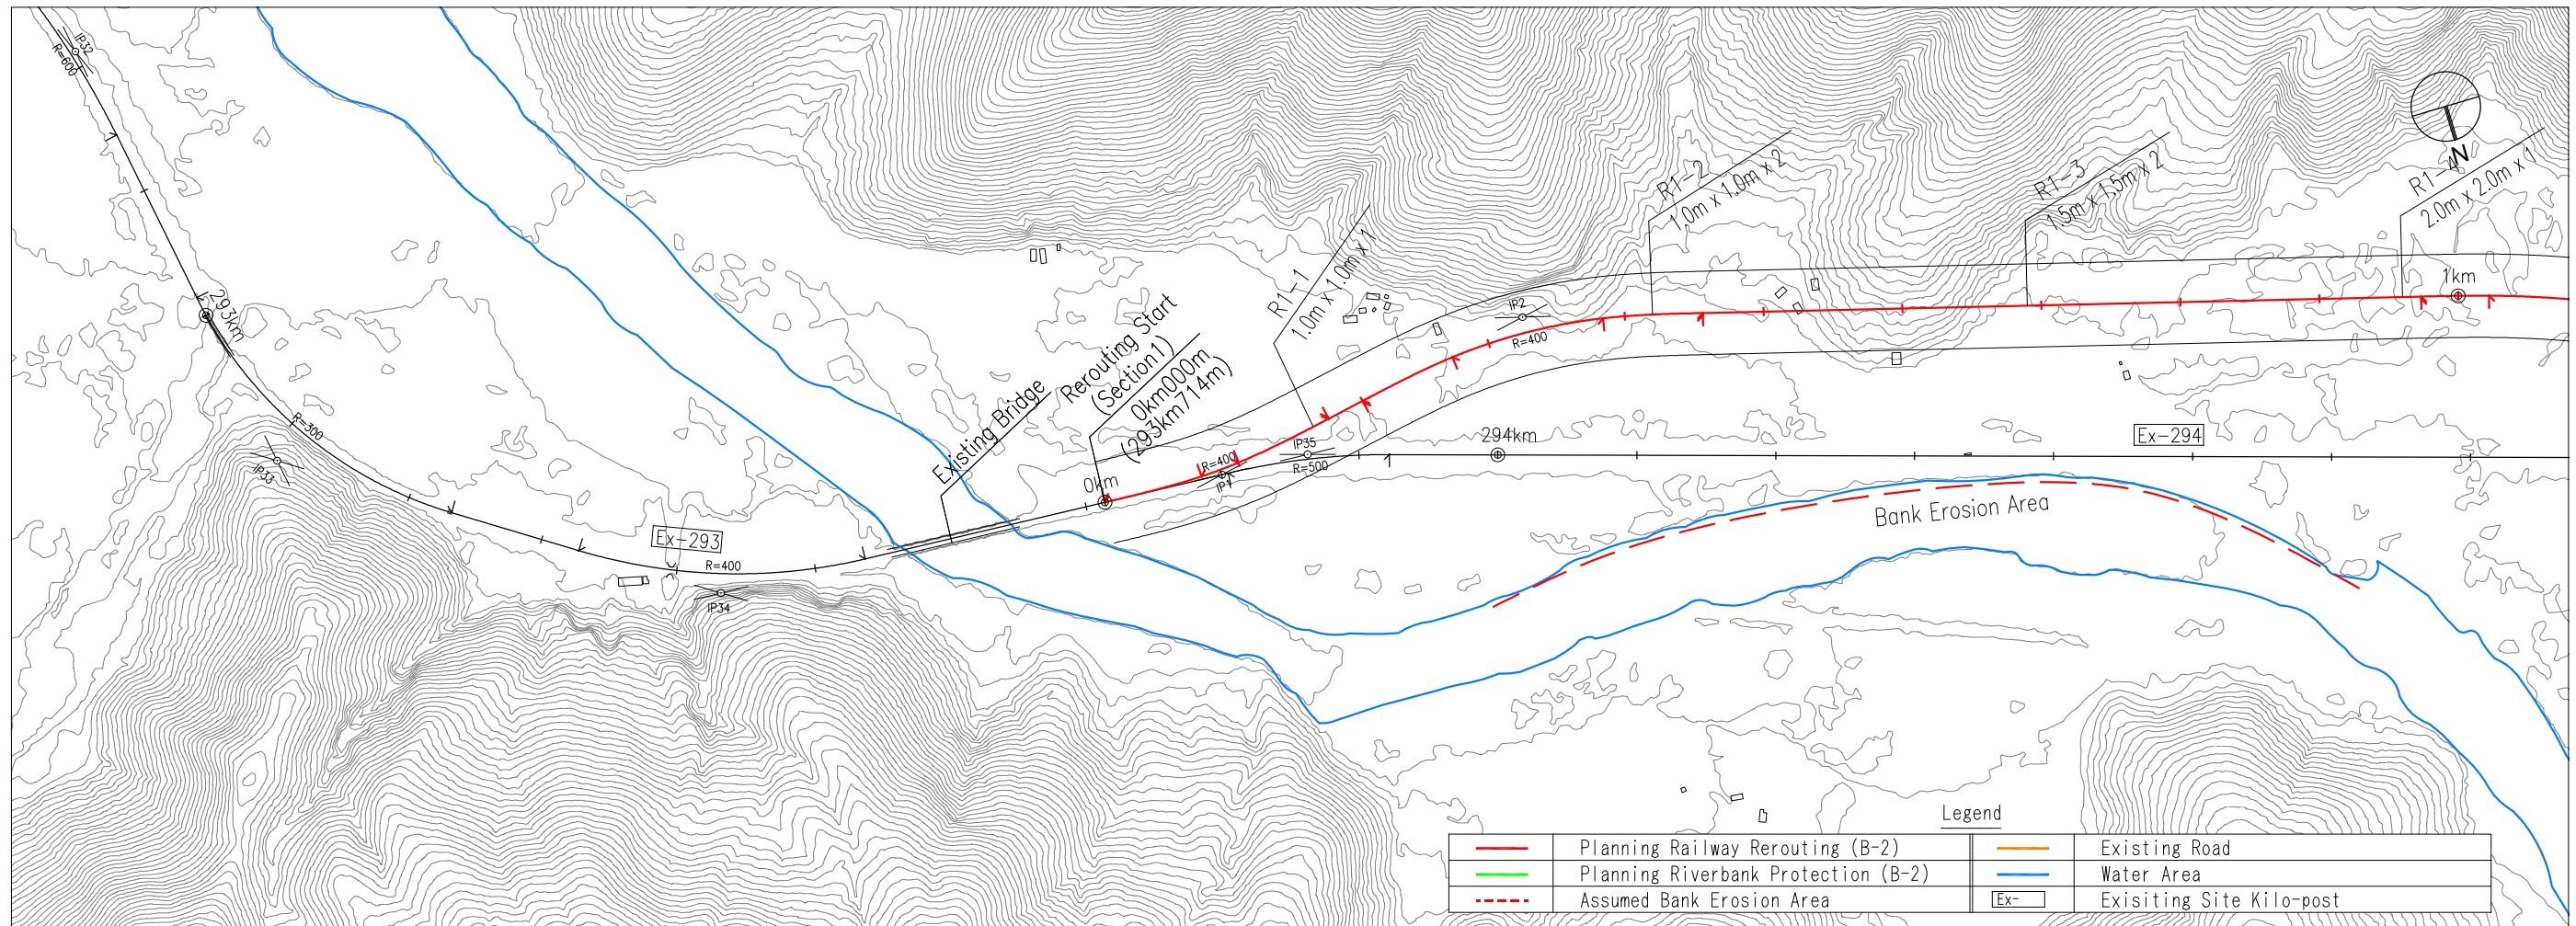 IP32
R=600
293km
R=300
IP33
Ex-293
R=400
IP34
Existing Bridge
Rerouting Start
(Section1)
0km000m
(293km714m)
0km
R=400
IP1
IP35
R=500
R1-1
1.0m x 1.0m x 1
IP2
R=400
294km
R1-2
1.0m x 1.0m x 2
R1-3
1.5m x 1.5m x 2
R1-4
2.0m x 2.0m x 1
N
1km
Ex-294
Bank Erosion Area
Legend
Planning Railway Rerouting (B-2)
Existing Road
Planning Riverbank Protection (B-2)
Water Area
Assumed Bank Erosion Area
Ex-
Exisiting Site Kilo-post